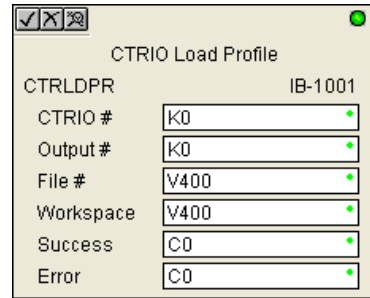 CTRIO Load Profile
CTRLDPR IB-1001
CTRIO # K0
Output # K0
File # V400
Workspace V400
Success C0
Error C0